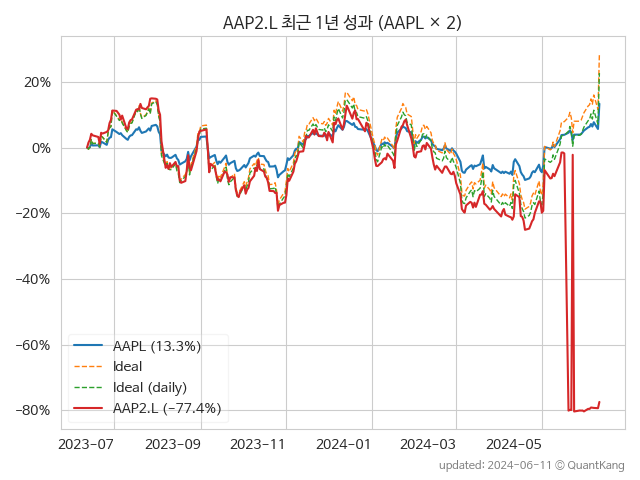 AAP2.L 최근 1년 성과 (AAPL × 2)
20%
0%
−20%
−40%
−60%
−80%
AAPL (13.3%)
Ideal
Ideal (daily)
AAP2.L (−77.4%)
2023−07 2023−09 2023−11 2024−01 2024−03 2024−05
updated: 2024−06−11 © QuantKang